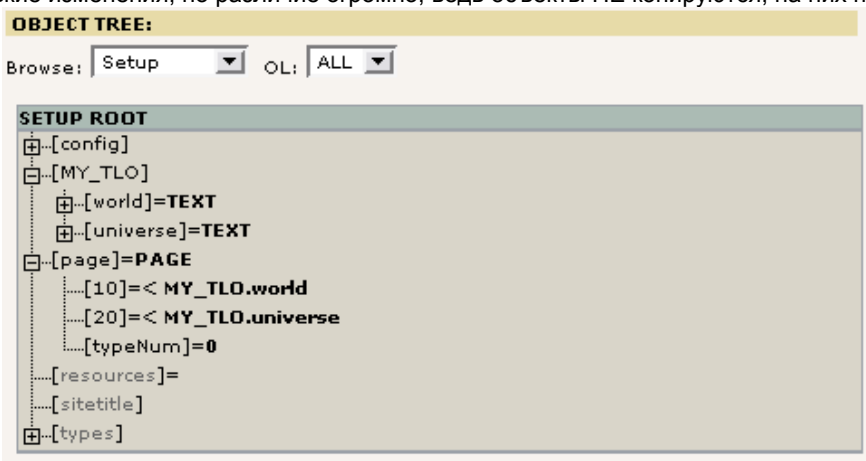 OBJECT TREE:
Browse: Setup OL: ALL
SETUP ROOT
[config]
[MY_TLO]
[world]=TEXT
[universe]=TEXT
[page]=PAGE
[10]=< MY_TLO.world
[20]=< MY_TLO.universe
[typeNum]=0
[resources]=
[sitetitle]
[types]